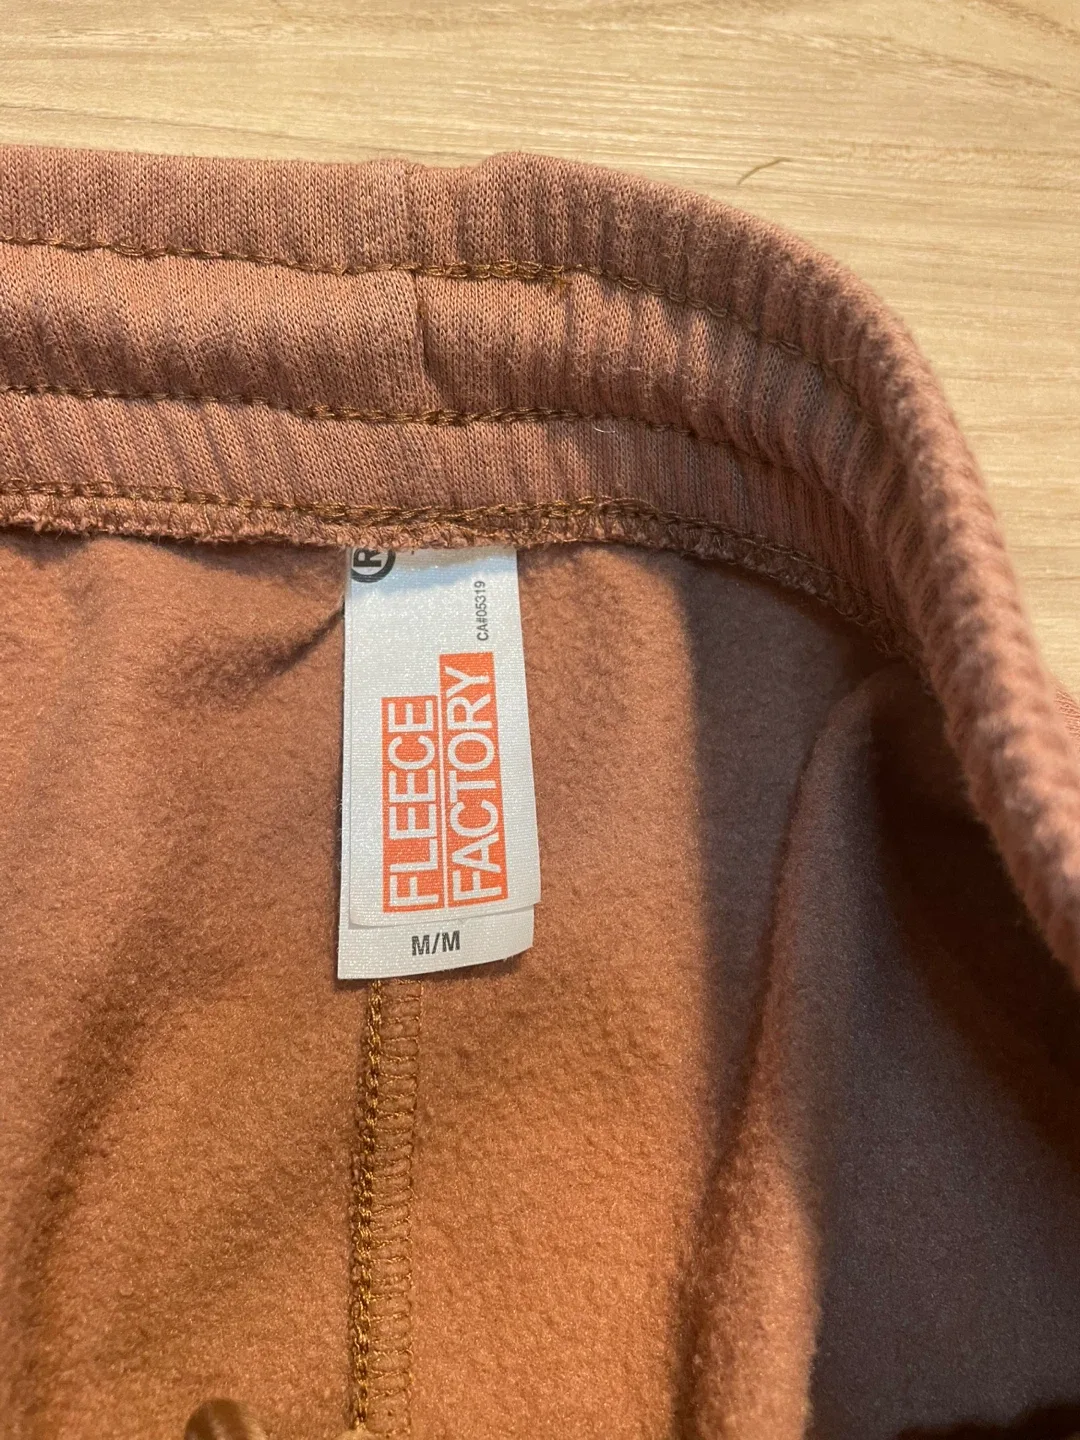 ®
CA#05319
FLEECE
FACTORY
M/M